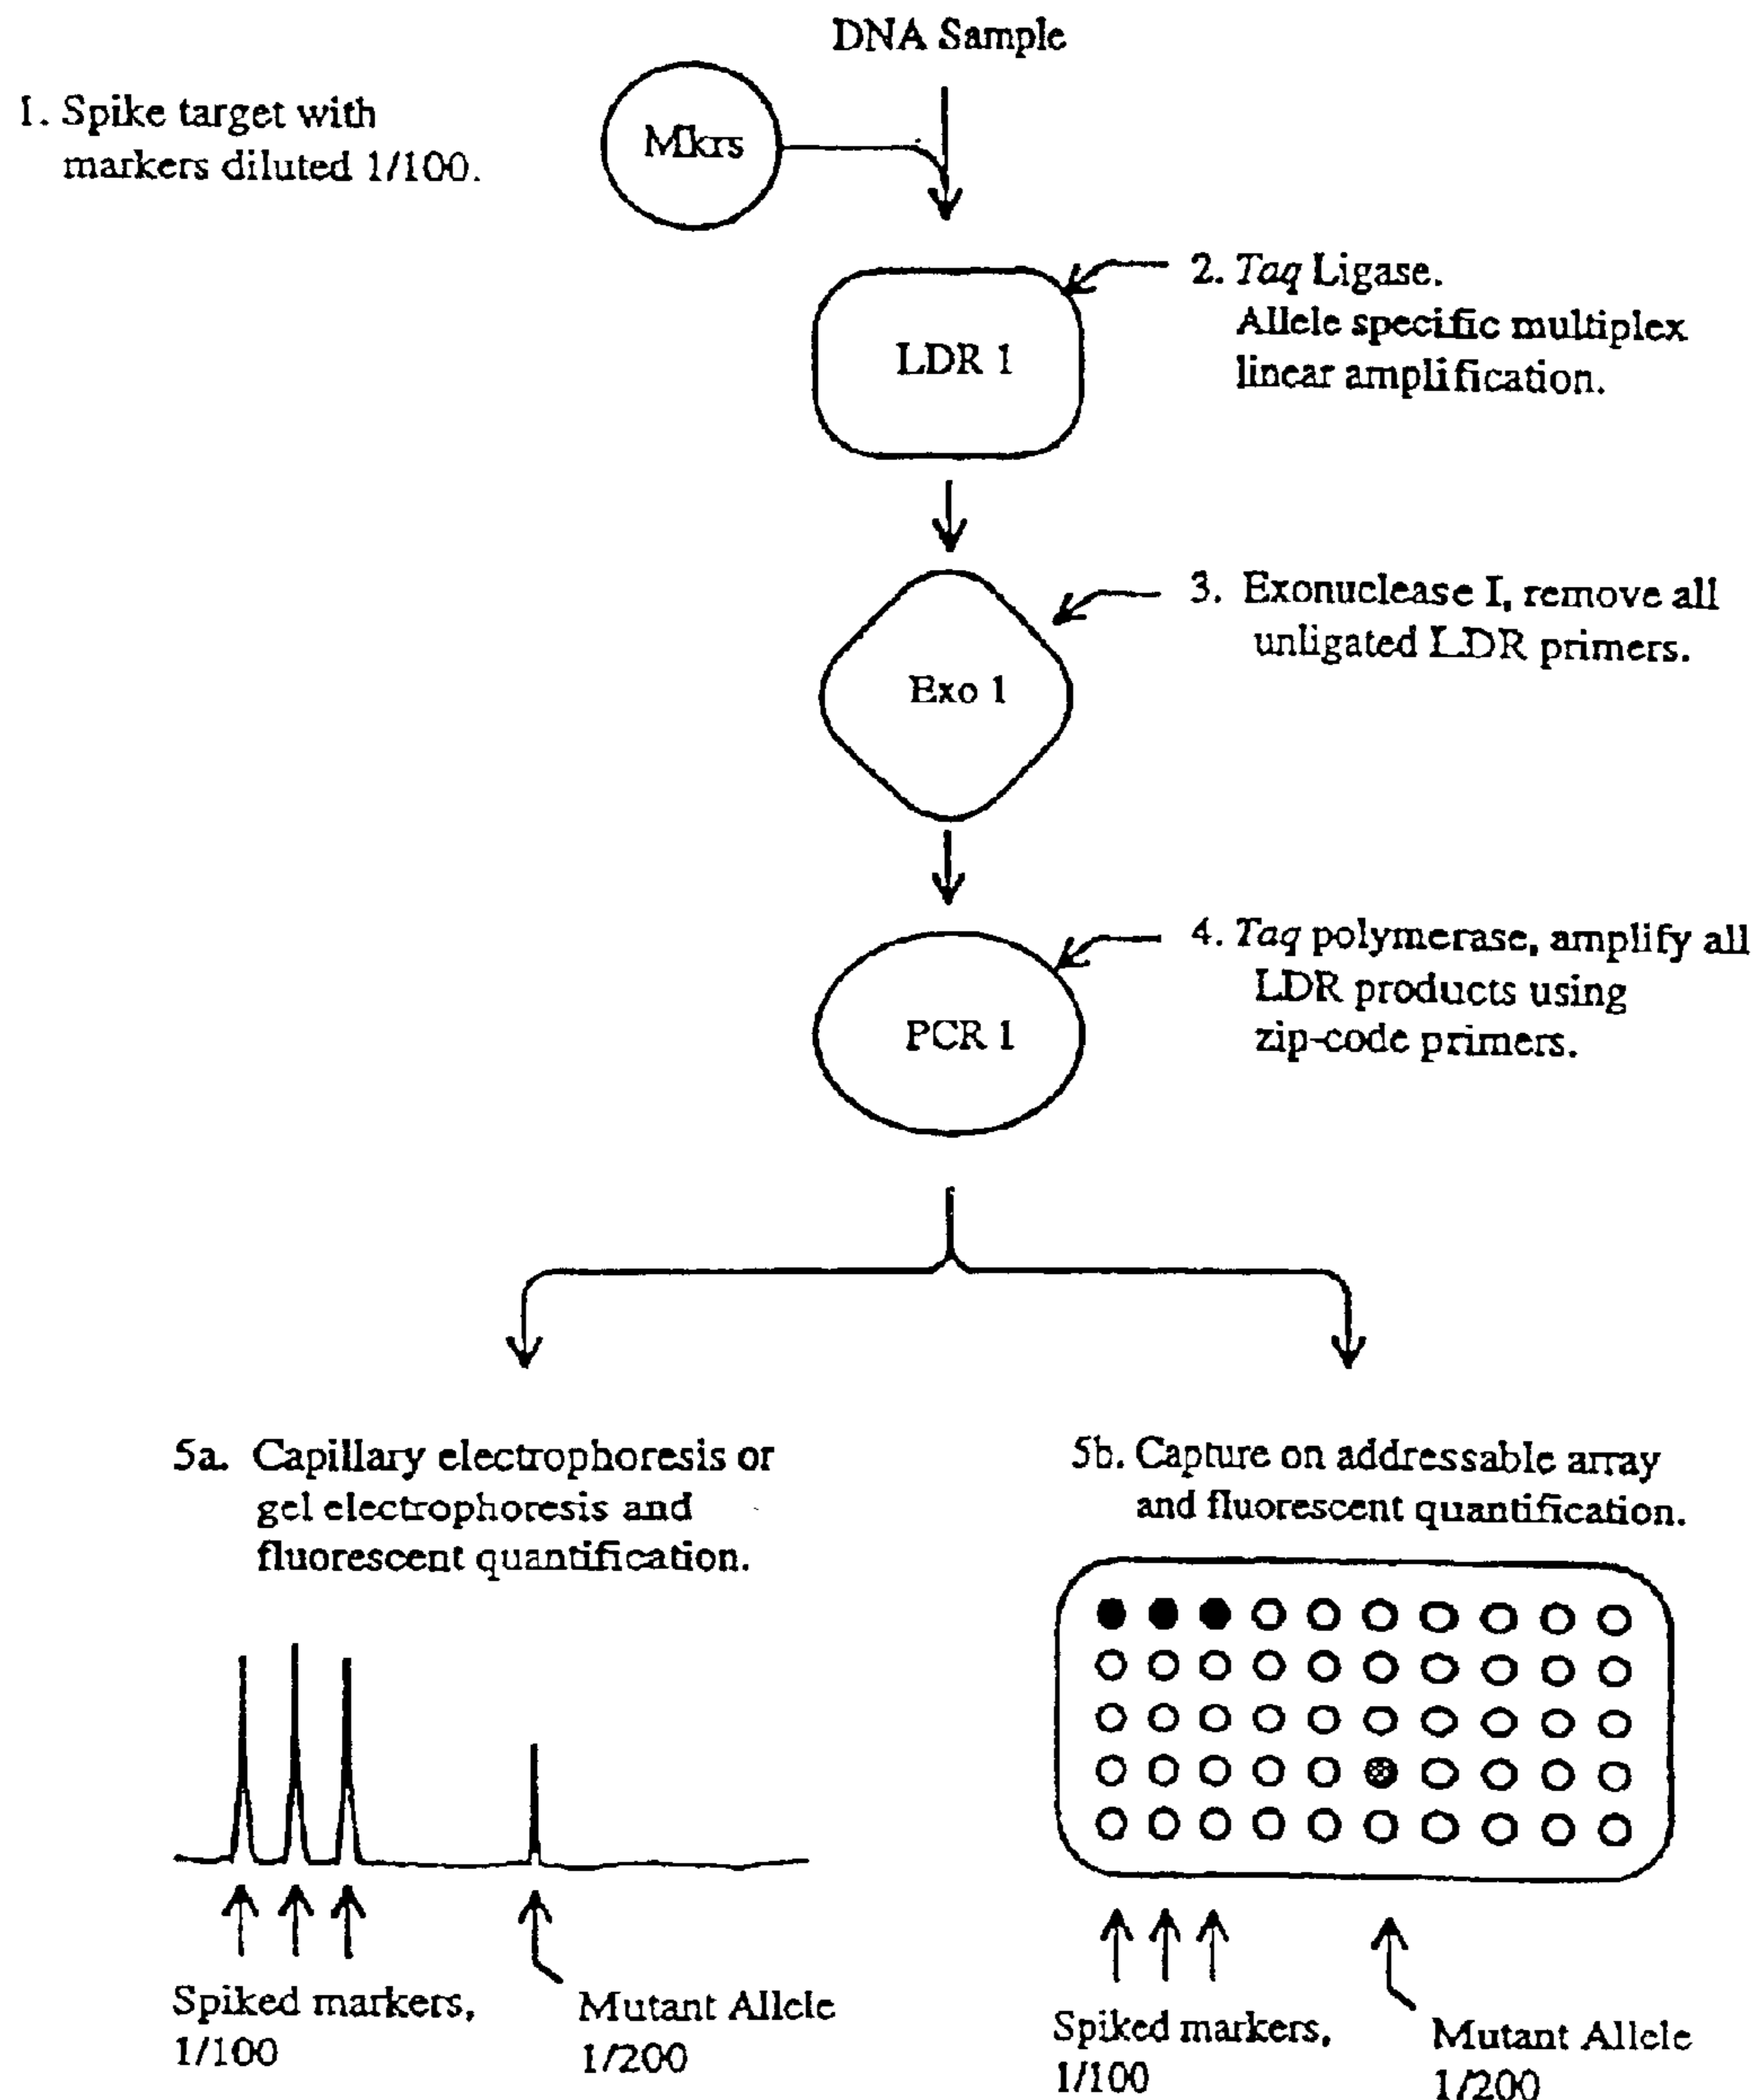 DNA Sample
1. Spike target with
markers diluted 1/100.
Mkrs
2. Taq Ligase.
Allele specific multiplex
linear amplification.
LDR 1
3. Exonuclease I, remove all
unligated LDR primers.
Exo 1
4. Taq polymerase, amplify all
LDR products using
zip-code primers.
PCR 1
5a. Capillary electrophoresis or
gel electrophoresis and
fluorescent quantification.
5b. Capture on addressable array
and fluorescent quantification.
Spiked markers,
1/100
Mutant Allele
1/200
Spiked markers,
1/100
Mutant Allele
1/200